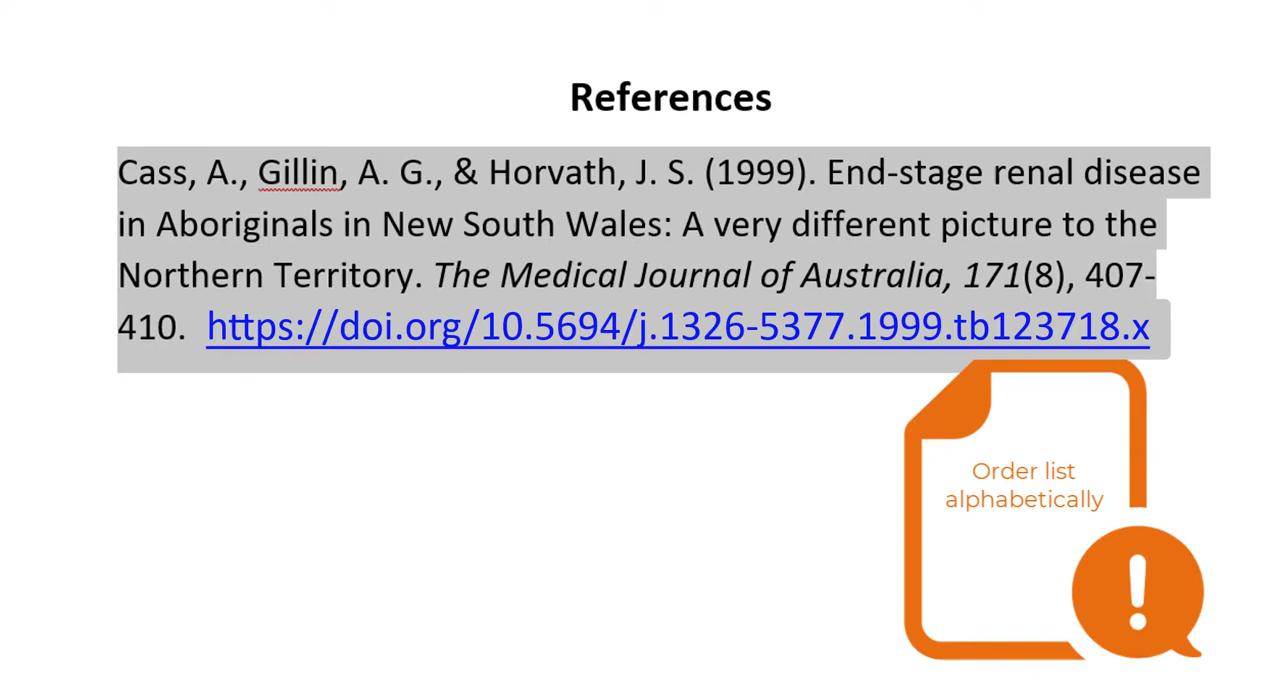 References
Cass, A., Gillin, A. G., & Horvath, J. S. (1999). End-stage renal disease
in Aboriginals in New South Wales: A very different picture to the
Northern Territory. The Medical Journal of Australia, 171(8), 407-
410. https://doi.org/10.5694/j.1326-5377.1999.tb123718.x
Order list
alphabetically
!